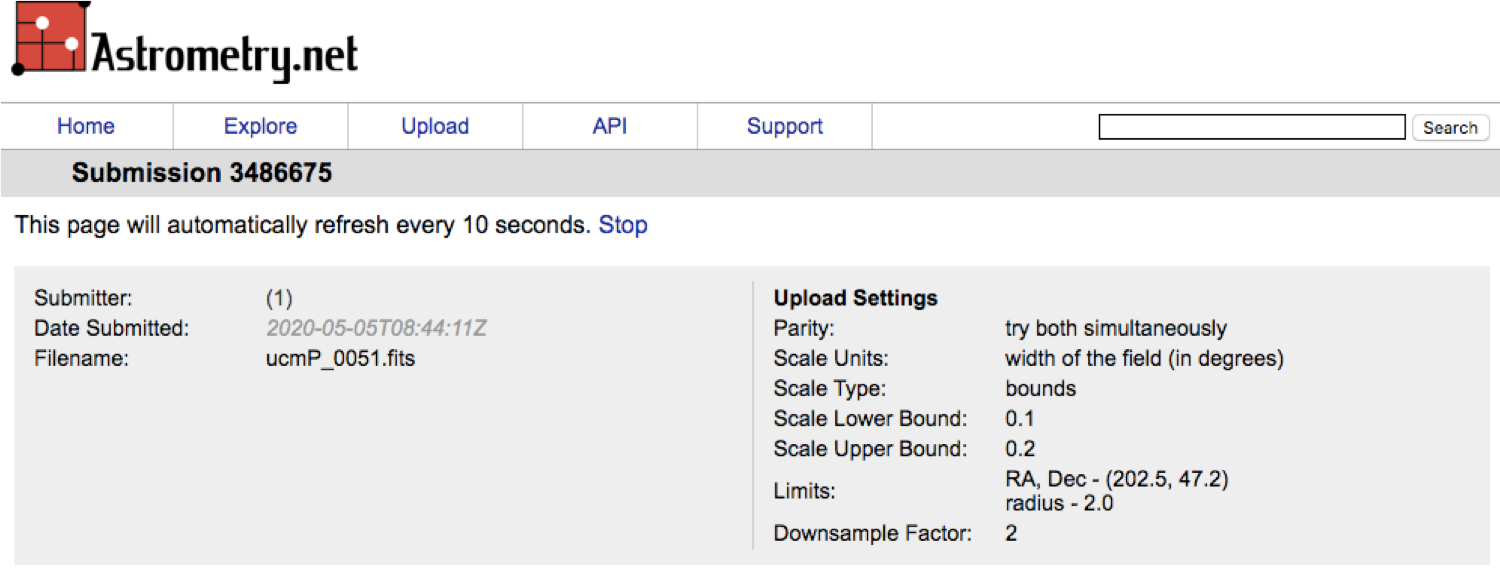 Astrometry.net
Home Explore Upload API Support Search
Submission 3486675
This page will automatically refresh every 10 seconds. Stop
Submitter: (1)
Date Submitted: 2020-05-05T08:44:11Z
Filename: ucmP_0051.fits
Upload Settings
Parity: try both simultaneously
Scale Units: width of the field (in degrees)
Scale Type: bounds
Scale Lower Bound: 0.1
Scale Upper Bound: 0.2
Limits: RA, Dec - (202.5, 47.2)
radius - 2.0
Downsample Factor: 2